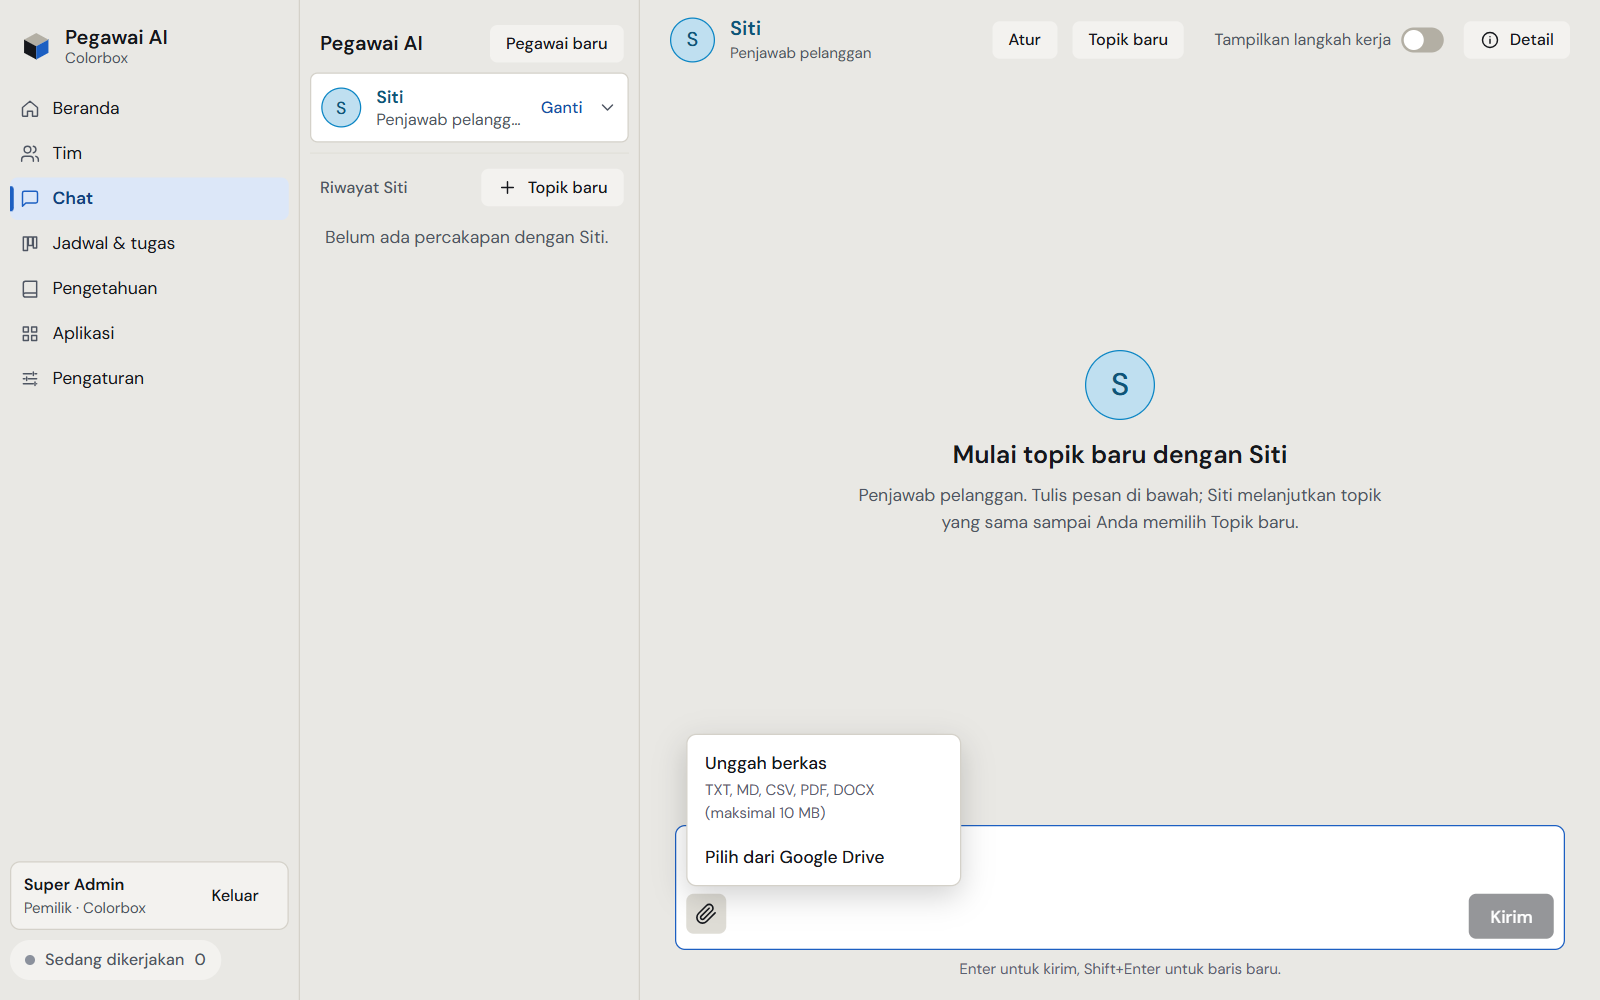 Pegawai AI
Colorbox
Beranda
Tim
Chat
Jadwal & tugas
Pengetahuan
Aplikasi
Pengaturan
Super Admin
Pemilik · Colorbox
Keluar
Sedang dikerjakan 0
Pegawai AI
Pegawai baru
S
Siti
Penjawab pelangg...
Ganti
Riwayat Siti
+ Topik baru
Belum ada percakapan dengan Siti.
S
Siti
Penjawab pelanggan
Atur
Topik baru
Tampilkan langkah kerja
Detail
S
Mulai topik baru dengan Siti
Penjawab pelanggan. Tulis pesan di bawah; Siti melanjutkan topik
yang sama sampai Anda memilih Topik baru.
Unggah berkas
TXT, MD, CSV, PDF, DOCX
(maksimal 10 MB)
Pilih dari Google Drive
Kirim
Enter untuk kirim, Shift+Enter untuk baris baru.